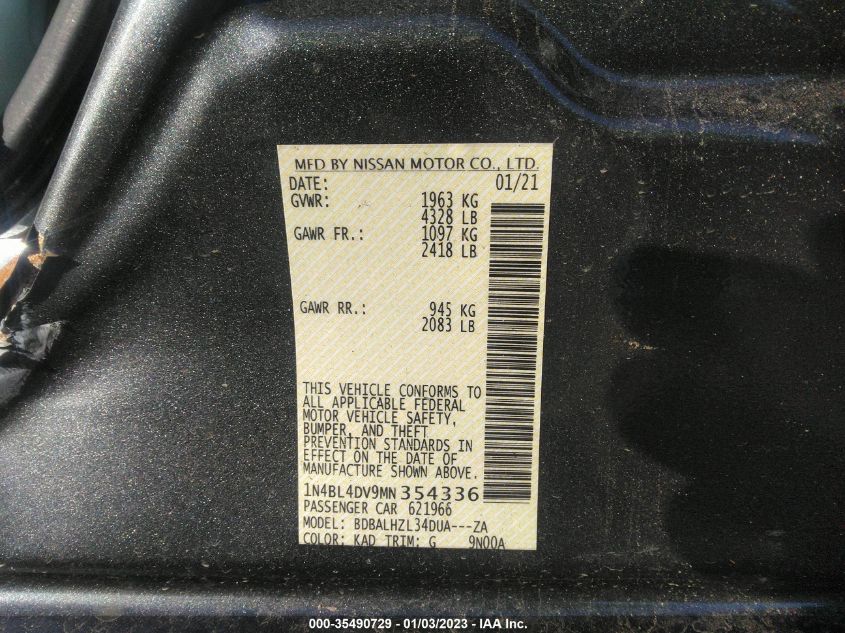 MFD BY NISSAN MOTOR CO., LTD.
DATE: 01/21
GVWR: 1963 KG
4328 LB
GAWR FR.: 1097 KG
2418 LB
GAWR RR.: 945 KG
2083 LB
THIS VEHICLE CONFORMS TO
ALL APPLICABLE FEDERAL
MOTOR VEHICLE SAFETY,
BUMPER, AND THEFT
PREVENTION STANDARDS IN
EFFECT ON THE DATE OF
MANUFACTURE SHOWN ABOVE.
1N4BL4DV9MN354336
PASSENGER CAR 621966
MODEL: BDBALHZL34DUA---ZA
COLOR: KAD TRIM: G 9N00A
000-35490729 - 01/03/2023 - IAA Inc.